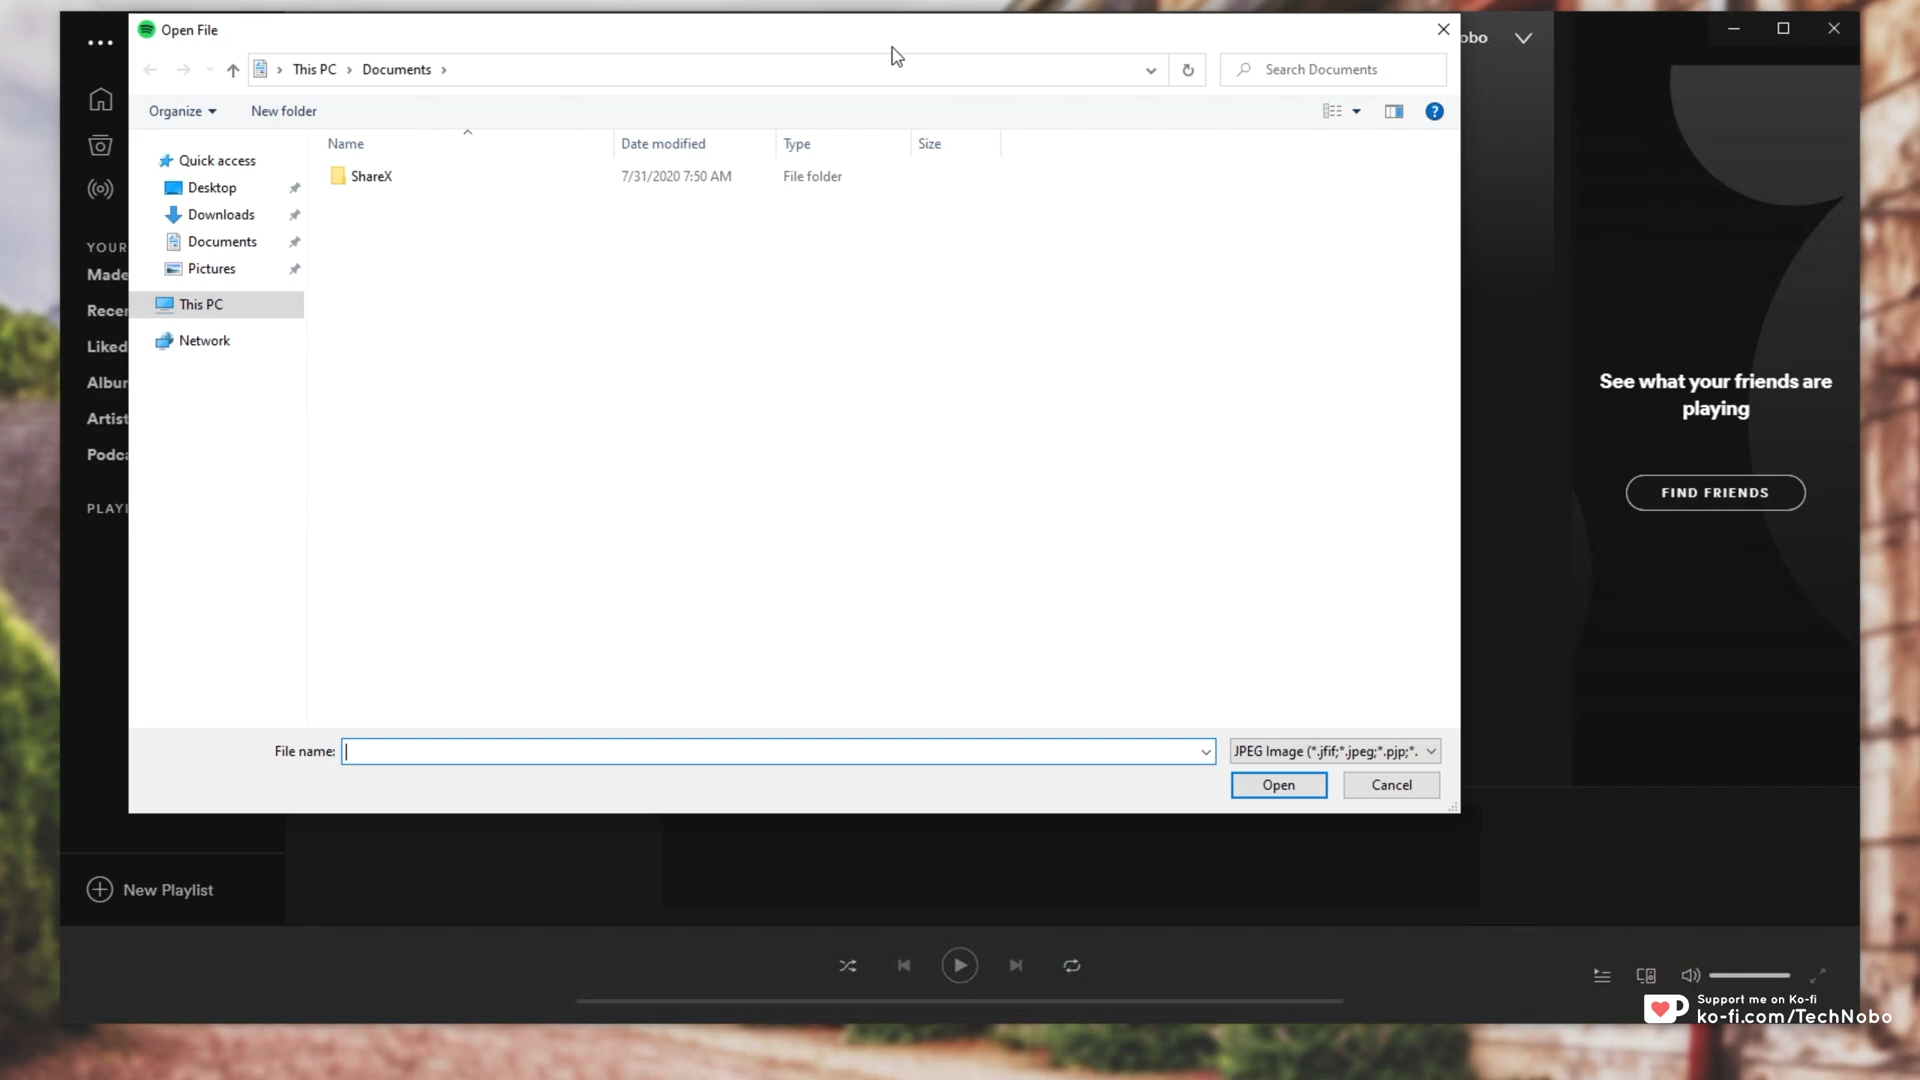 Open File
obo
This PC
Documents
Search Documents
Organize
New folder
?
Name
Date modified
Type
Size
Quick access
ShareX
7/31/2020 7:50 AM
File folder
Desktop
Downloads
Documents
Pictures
This PC
Network
YOUR
Made
Recer
Liked
Albur
Artist
Podca
PLAYL
See what your friends are
playing
FIND FRIENDS
File name:
JPEG Image (*.jfif;*.jpeg;*.pjp;*.
Open
Cancel
New Playlist
Support me on Ko-fi
ko-fi.com/TechNobo